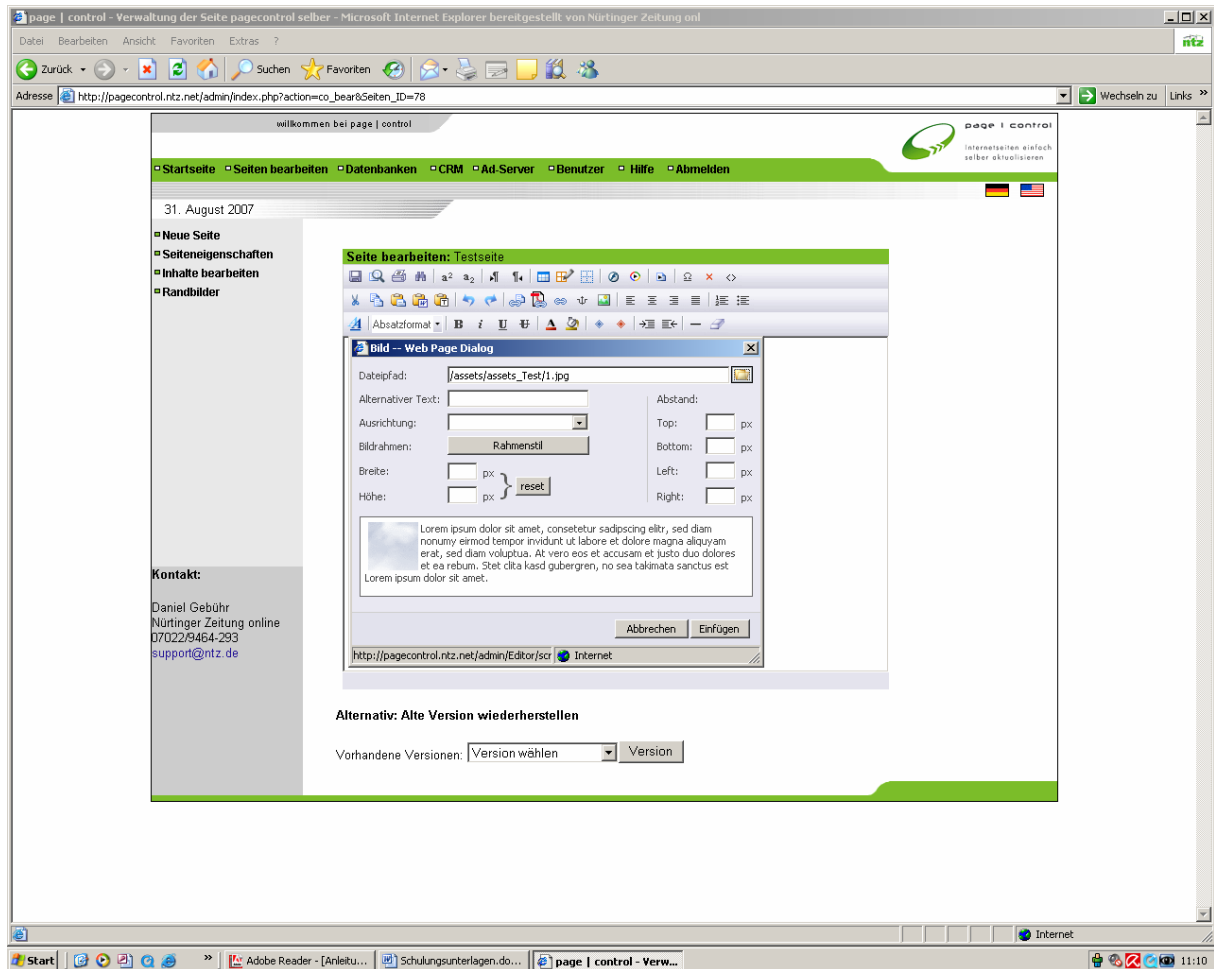 page | control - Verwaltung der Seite pagecontrol selber - Microsoft Internet Explorer bereitgestellt von Nürtinger Zeitung onl
Datei Bearbeiten Ansicht Favoriten Extras ?
ntz
Zurück Suchen Favoriten
Adresse http://pagecontrol.ntz.net/admin/index.php?action=co_bear&Seiten_ID=78 Wechseln zu Links »
willkommen bei page | control
page | control
Internetseiten einfach
selber aktualisieren
Startseite Seiten bearbeiten Datenbanken CRM Ad-Server Benutzer Hilfe Abmelden
31. August 2007
Neue Seite
Seiteneigenschaften
Inhalte bearbeiten
Randbilder
Seite bearbeiten: Testseite
Absatzformat B i U
Bild -- Web Page Dialog
Dateipfad: /assets/assets_Test/1.jpg
Alternativer Text: Abstand:
Ausrichtung: Top: px
Bildrahmen: Rahmenstil Bottom: px
Breite: px reset Left: px
Höhe: px Right: px
Lorem ipsum dolor sit amet, consetetur sadipscing elitr, sed diam
nonumy eirmod tempor invidunt ut labore et dolore magna aliquyam
erat, sed diam voluptua. At vero eos et accusam et justo duo dolores
et ea rebum. Stet clita kasd gubergren, no sea takimata sanctus est
Lorem ipsum dolor sit amet.
Abbrechen Einfügen
http://pagecontrol.ntz.net/admin/Editor/scr Internet
Kontakt:
Daniel Gebühr
Nürtinger Zeitung online
07022/9464-293
support@ntz.de
Alternativ: Alte Version wiederherstellen
Vorhandene Versionen: Version wählen Version
Internet
Start » Adobe Reader - [Anleitu... Schulungsunterlagen.do... page | control - Verw... 11:10